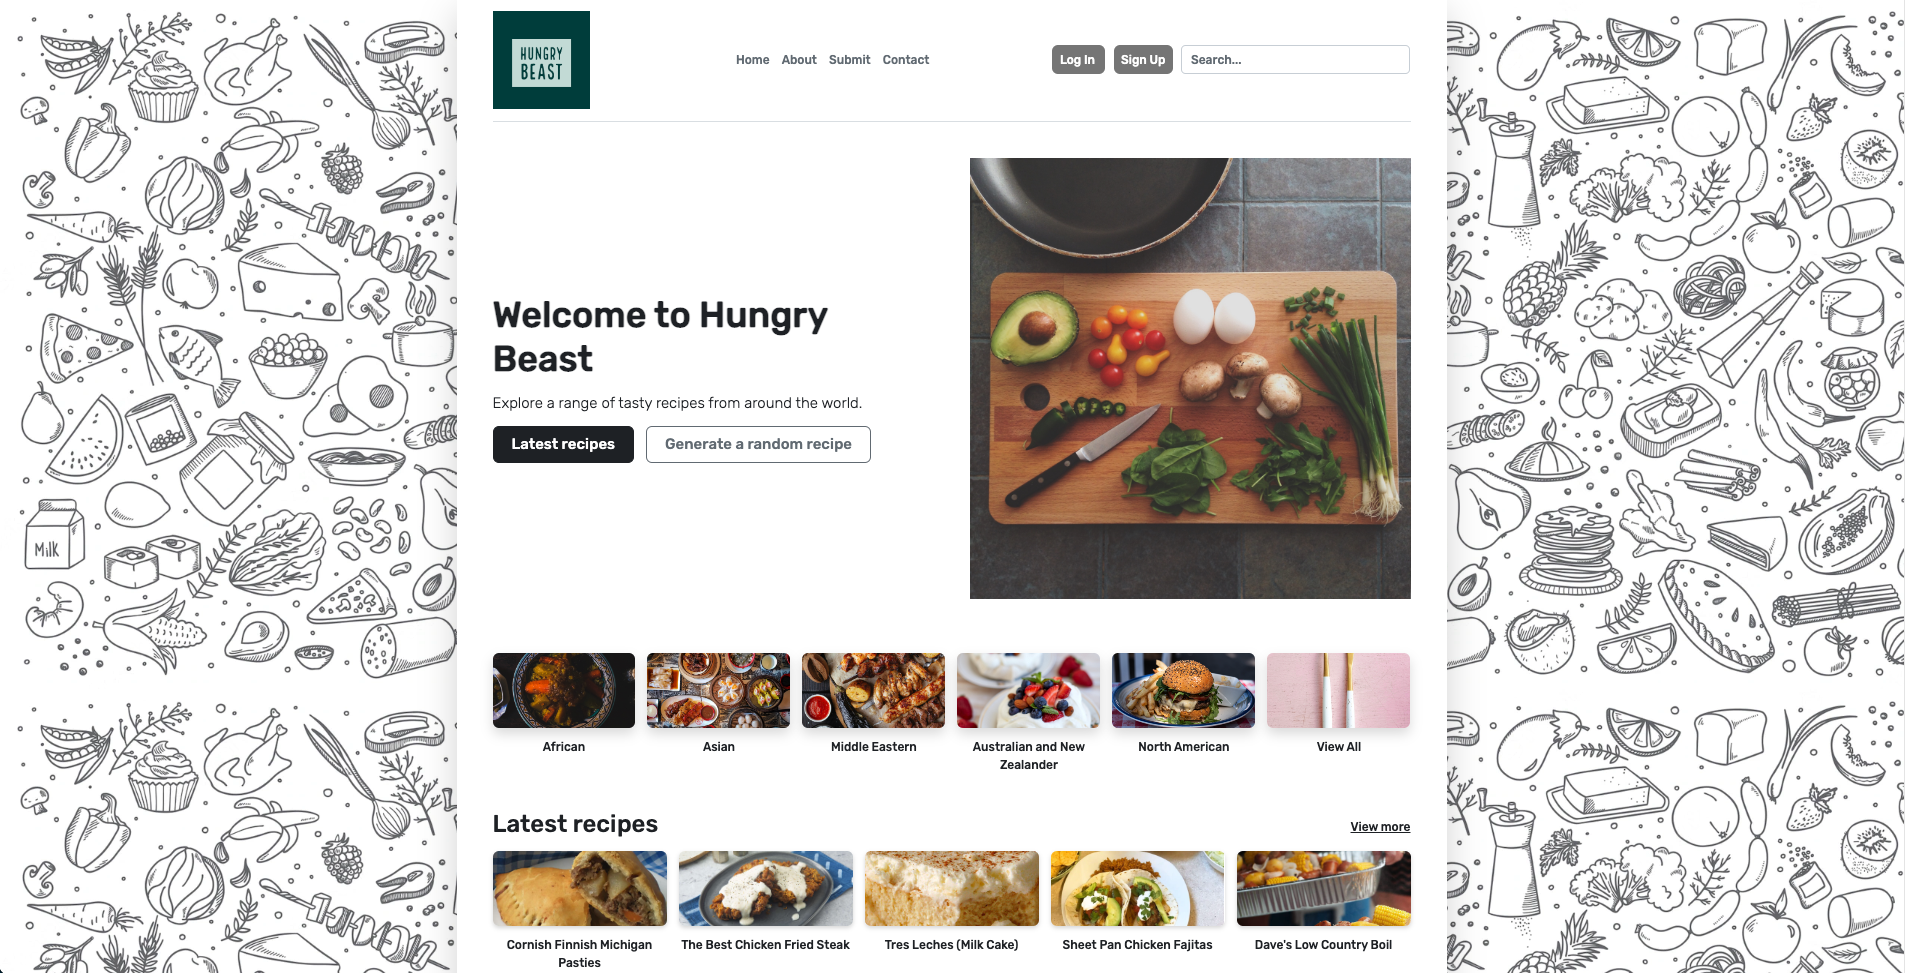 HUNGRY
BEAST
Home About Submit Contact
Log In Sign Up Search...
Welcome to Hungry
Beast
Explore a range of tasty recipes from around the world.
Latest recipes Generate a random recipe
MilK
African Asian Middle Eastern Australian and New
Zealander North American View All
Latest recipes View more
Cornish Finnish Michigan
Pasties The Best Chicken Fried Steak Tres Leches (Milk Cake) Sheet Pan Chicken Fajitas Dave's Low Country Boil